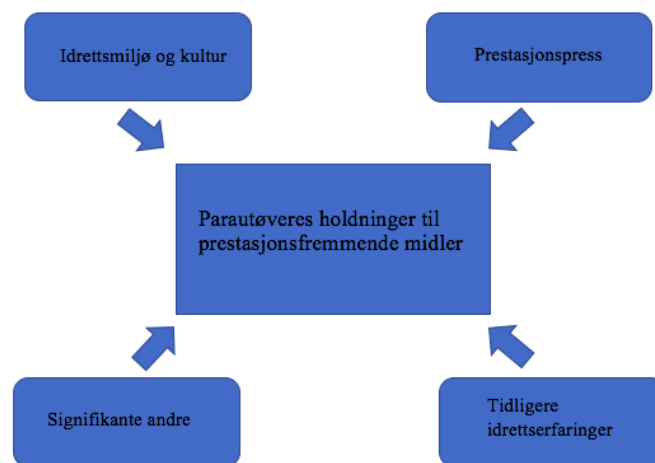 Idrettsmiljø og kultur
Prestasjonspress
Parautøveres holdninger til
prestasjonsfremmende midler
Signifikante andre
Tidligere
idrettserfaringer